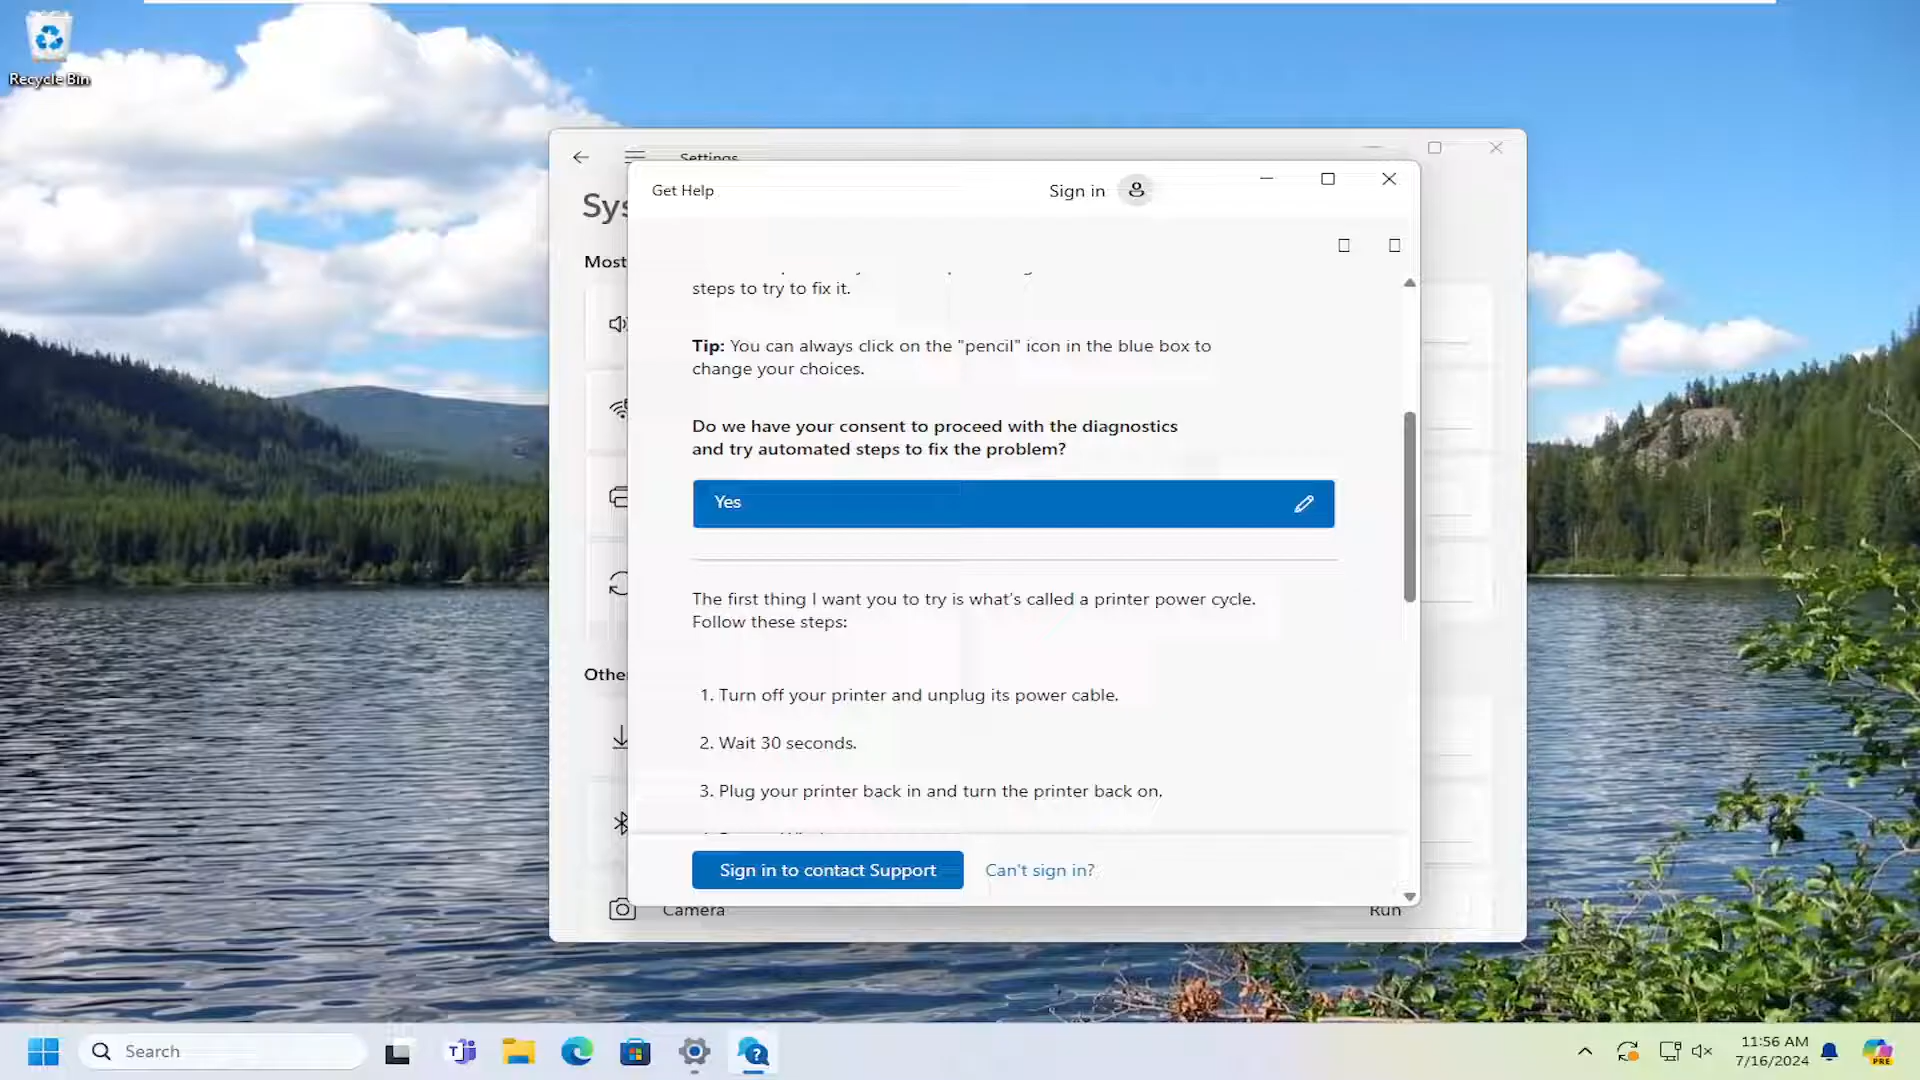 Recycle Bin
Settings
Get Help
Sign in
Sys
Most
steps to try to fix it.
Tip: You can always click on the "pencil" icon in the blue box to
change your choices.
Do we have your consent to proceed with the diagnostics
and try automated steps to fix the problem?
Yes
The first thing I want you to try is what's called a printer power cycle.
Follow these steps:
Other
1. Turn off your printer and unplug its power cable.
2. Wait 30 seconds.
3. Plug your printer back in and turn the printer back on.
Sign in to contact Support
Can't sign in?
Camera
Run
Search
11:56 AM
7/16/2024
PRE